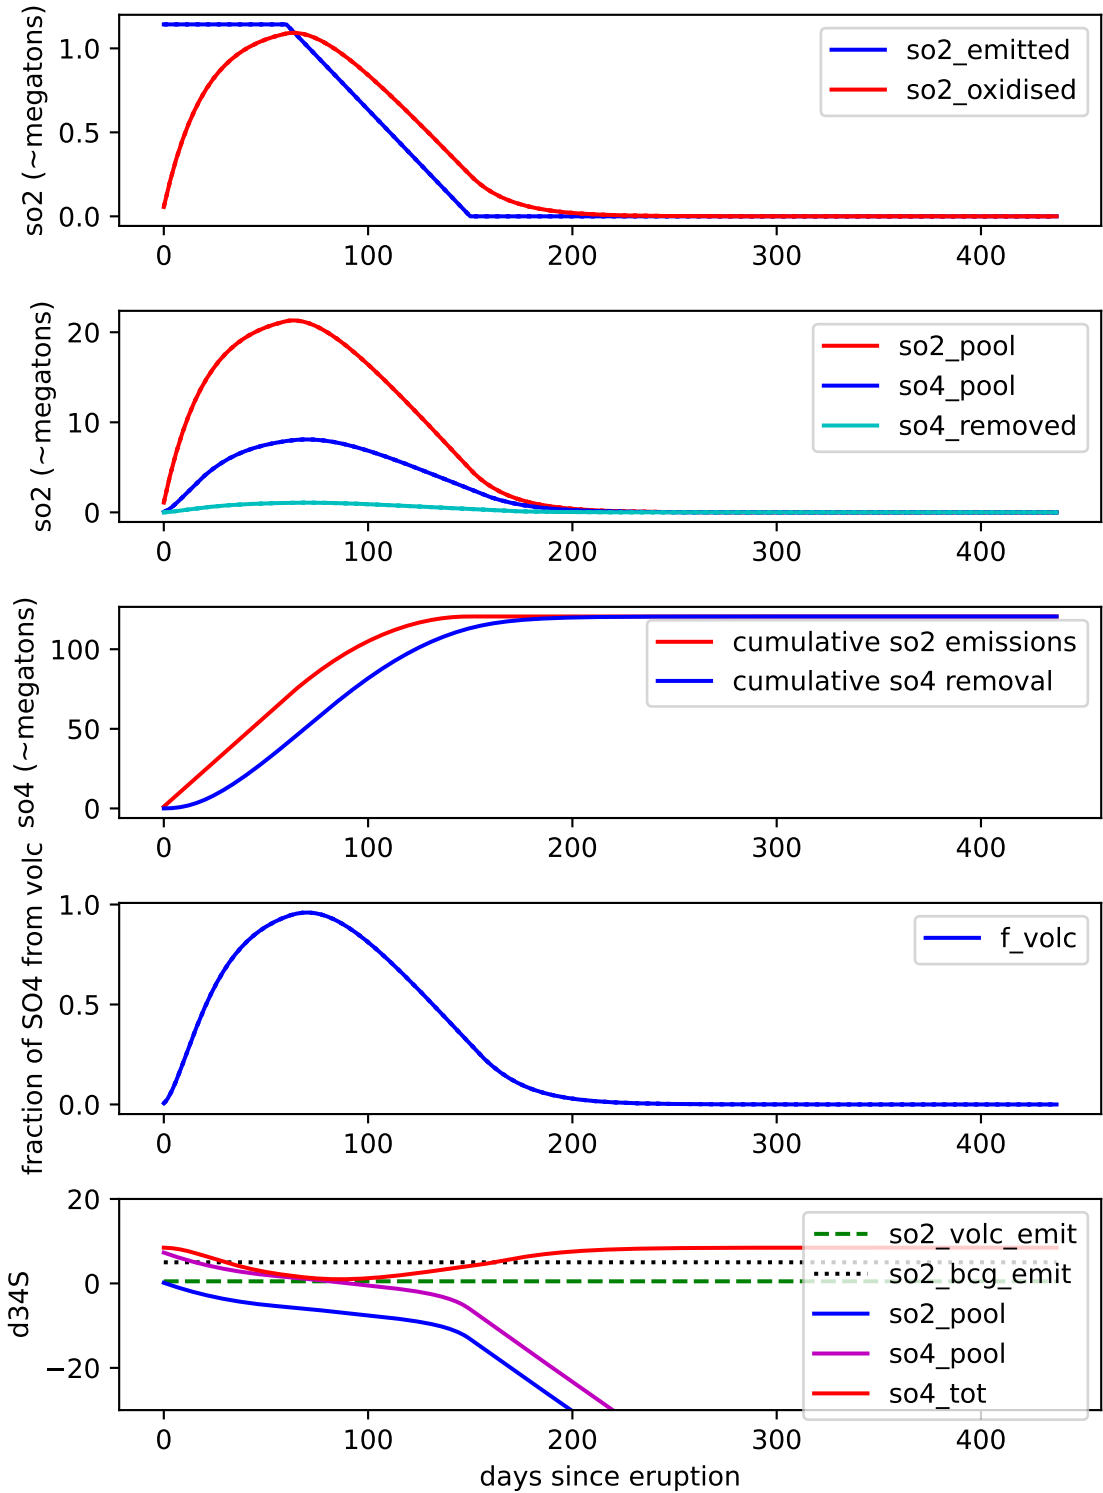 so2 (~megatons)
1.0
0.5
0.0
so2_emitted
so2_oxidised
0 100 200 300 400
so2 (~megatons)
20
10
0
so2_pool
so4_pool
so4_removed
0 100 200 300 400
so4 (~megatons)
100
50
0
cumulative so2 emissions
cumulative so4 removal
0 100 200 300 400
fraction of SO4 from volc
1.0
0.5
0.0
f_volc
0 100 200 300 400
d34S
20
0
−20
so2_volc_emit
so2_bcg_emit
so2_pool
so4_pool
so4_tot
0 100 200 300 400
days since eruption